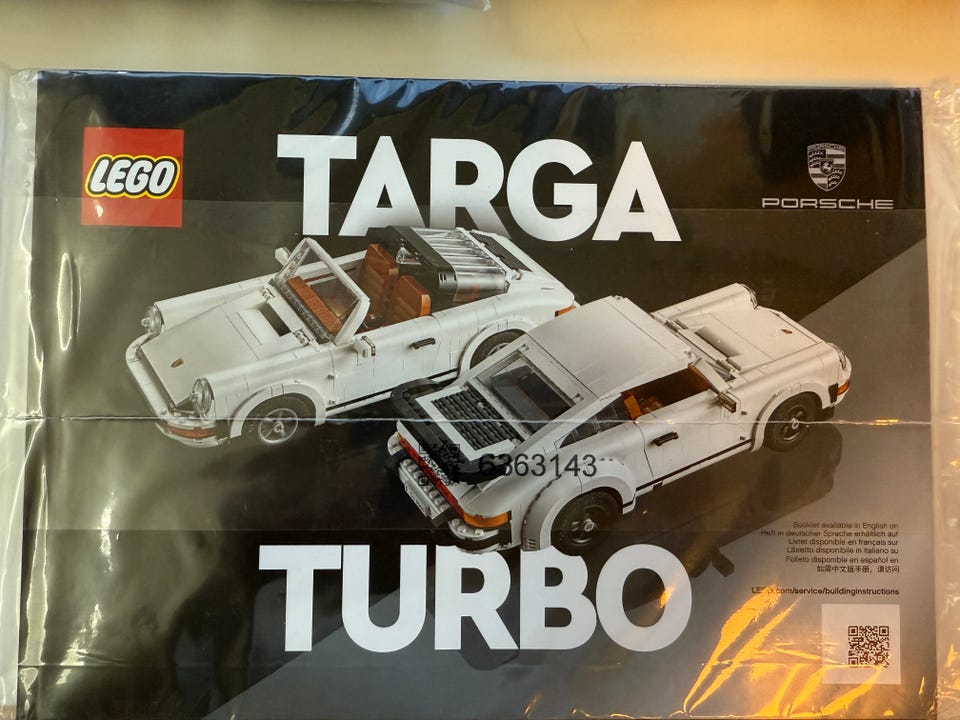 LEGO
TARGA
PORSCHE
PORSCHE
6363143
TURBO
Booklet available in English on
Heft in deutscher Sprache erhältlich auf
Livret disponible en français sur
Libretto disponibile in italiano su
Folleto disponible en español en
如需中文版手册，请访问
LEGO.com/service/buildinginstructions